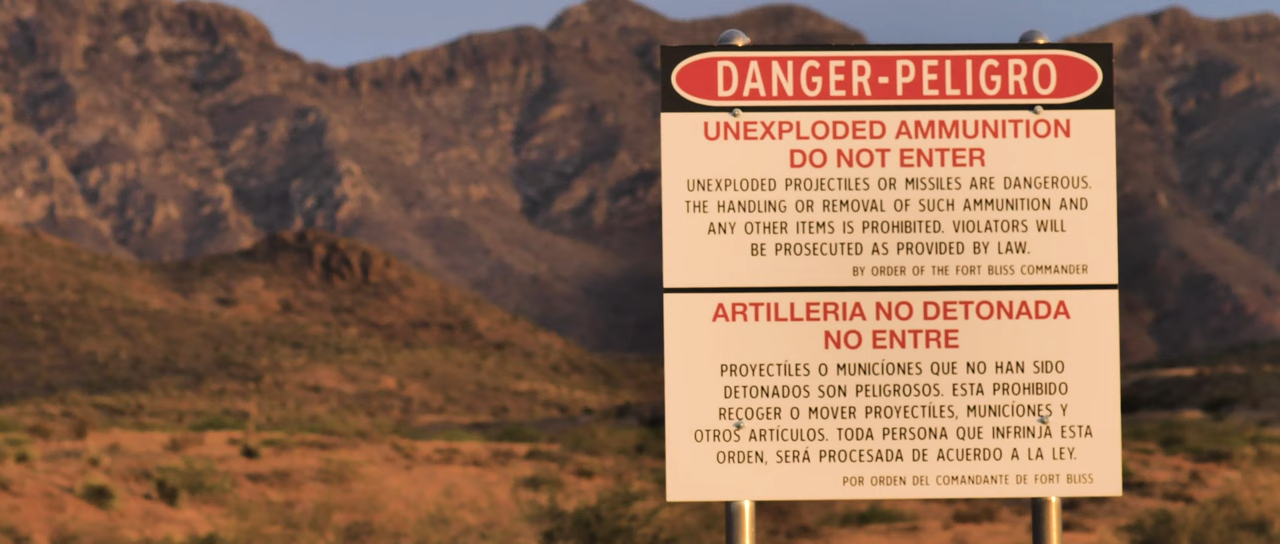 DANGER-PELIGRO
UNEXPLODED AMMUNITION
DO NOT ENTER
UNEXPLODED PROJECTILES OR MISSILES ARE DANGEROUS.
THE HANDLING OR REMOVAL OF SUCH AMMUNITION AND
ANY OTHER ITEMS IS PROHIBITED. VIOLATORS WILL
BE PROSECUTED AS PROVIDED BY LAW.
BY ORDER OF THE FORT BLISS COMMANDER
ARTILLERIA NO DETONADA
NO ENTRE
PROYECTÍLES O MUNICÍONES QUE NO HAN SIDO
DETONADOS SON PELIGROSOS. ESTA PROHIBIDO
RECOGER O MOVER PROYECTÍLES, MUNICÍONES Y
OTROS ARTÍCULOS. TODA PERSONA QUE INFRINJA ESTA
ORDEN, SERÁ PROCESADA DE ACUERDO A LA LEY.
POR ORDEN DEL COMANDANTE DE FORT BLISS